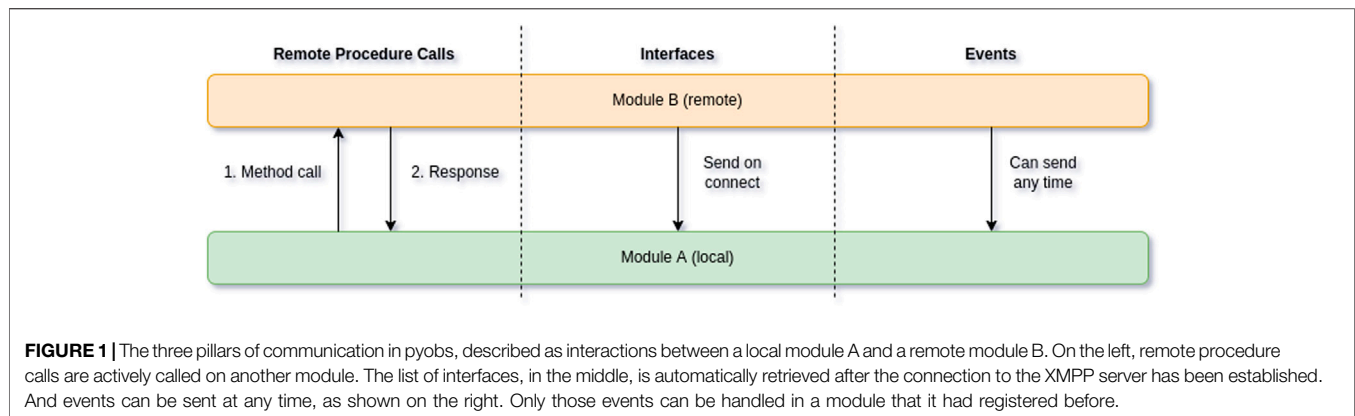 Remote Procedure Calls
Interfaces
Events
Module B (remote)
1. Method call
2. Response
Send on
connect
Can send
any time
Module A (local)
FIGURE 1 | The three pillars of communication in pyobs, described as interactions between a local module A and a remote module B. On the left, remote procedure
calls are actively called on another module. The list of interfaces, in the middle, is automatically retrieved after the connection to the XMPP server has been established.
And events can be sent at any time, as shown on the right. Only those events can be handled in a module that it had registered before.